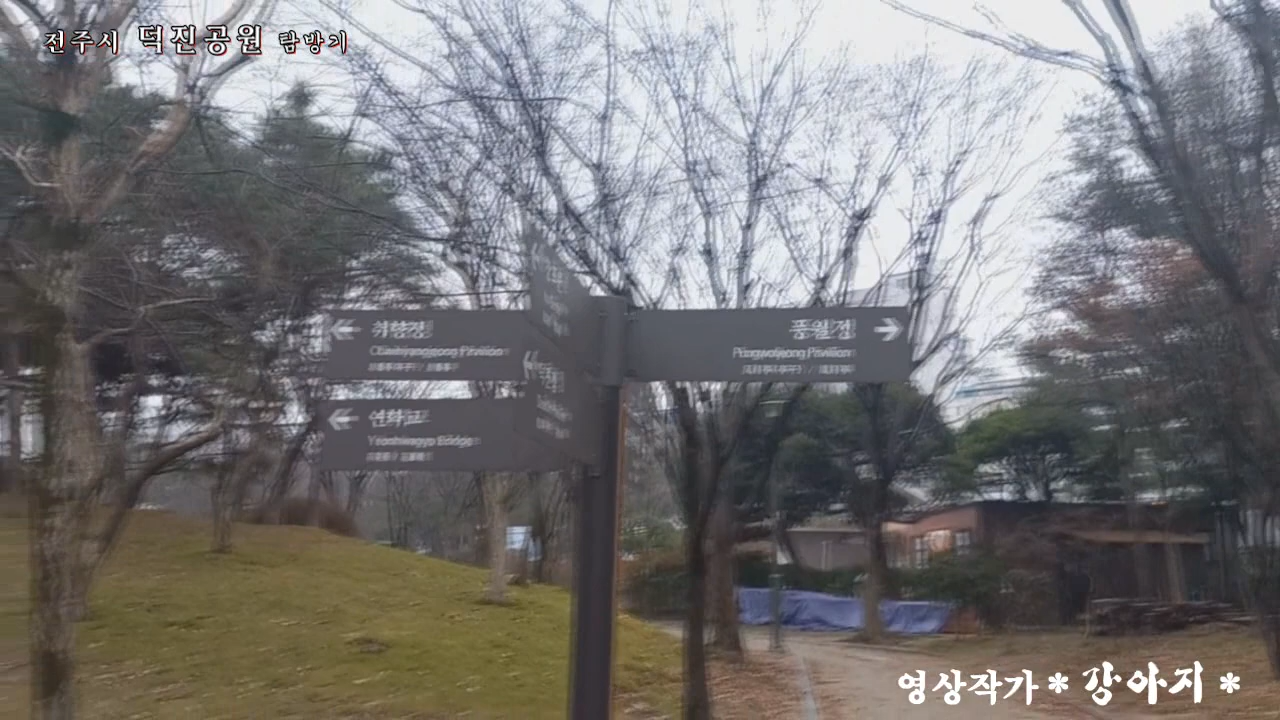 전주시 덕진공원 탐방기
취향정
Chwihyangjeong Pavilion
풍월정
Pungwoljeong Pavilion
연화교
Yeonhwagyo Bridge
영상작가 * 강아지 *